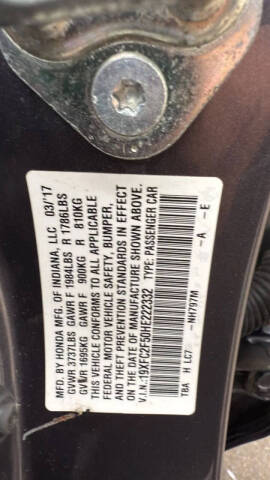 MFD. BY HONDA MFG. OF INDIANA, LLC 03/'17
GVWR 3737LBS GAWR F 1984LBS R 1786LBS
GVWR 1695KG GAWR F 900KG R 810KG
THIS VEHICLE CONFORMS TO ALL APPLICABLE
FEDERAL MOTOR VEHICLE SAFETY, BUMPER,
AND THEFT PREVENTION STANDARDS IN EFFECT
ON THE DATE OF MANUFACTURE SHOWN ABOVE.
V.I.N.: 19XFC2F50HE222332 TYPE: PASSENGER CAR
TBA H LC7 -NH797M -A -E